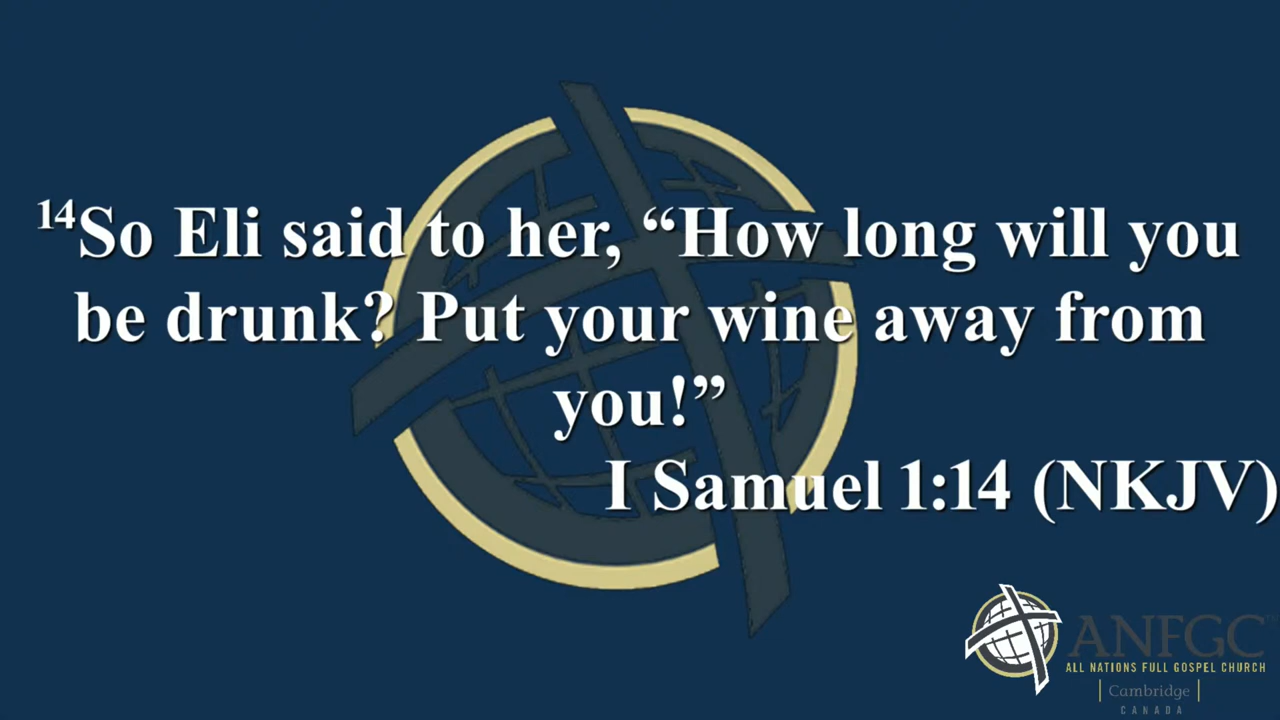 14So Eli said to her, “How long will you
be drunk? Put your wine away from
you!”
I Samuel 1:14 (NKJV)
ANFGC
ALL NATIONS FULL GOSPEL CHURCH
| Cambridge |
CANADA